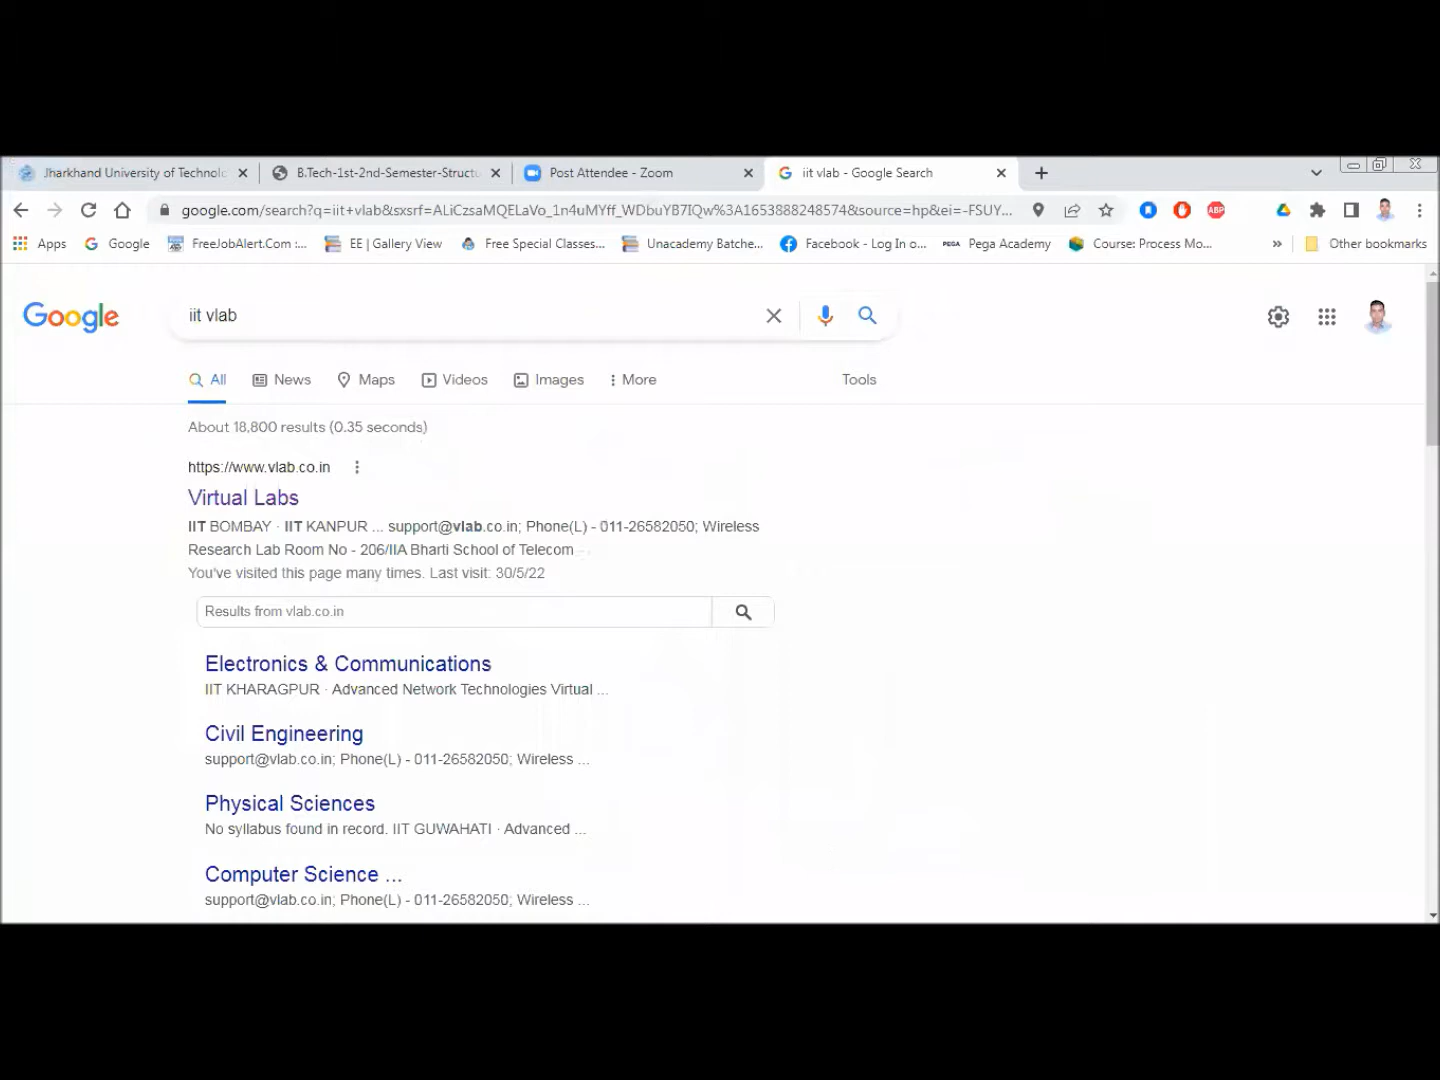 Jharkhand University of Technolo
B.Tech-1st-2nd-Semester-Structu
Post Attendee - Zoom
iit vlab - Google Search
google.com/search?q=iit+vlab&sxsrf=ALiCzsaMQELaVo_1n4uMYff_WDbuYB7IQw%3A1653888248574&source=hp&ei=-FSUY...
ABP
Apps
Google
FreeJobAlert.Com :...
EE | Gallery View
Free Special Classes...
Unacademy Batche...
Facebook - Log In o...
PEGA Pega Academy
Course: Process Mo...
»
Other bookmarks
Google
iit vlab
All
News
Maps
Videos
Images
More
Tools
About 18,800 results (0.35 seconds)
https://www.vlab.co.in
Virtual Labs
IIT BOMBAY · IIT KANPUR ... support@vlab.co.in; Phone(L) - 011-26582050; Wireless
Research Lab Room No - 206/IIA Bharti School of Telecom
You've visited this page many times. Last visit: 30/5/22
Results from vlab.co.in
Electronics & Communications
IIT KHARAGPUR · Advanced Network Technologies Virtual ...
Civil Engineering
support@vlab.co.in; Phone(L) - 011-26582050; Wireless ...
Physical Sciences
No syllabus found in record. IIT GUWAHATI · Advanced ...
Computer Science ...
support@vlab.co.in; Phone(L) - 011-26582050; Wireless ...